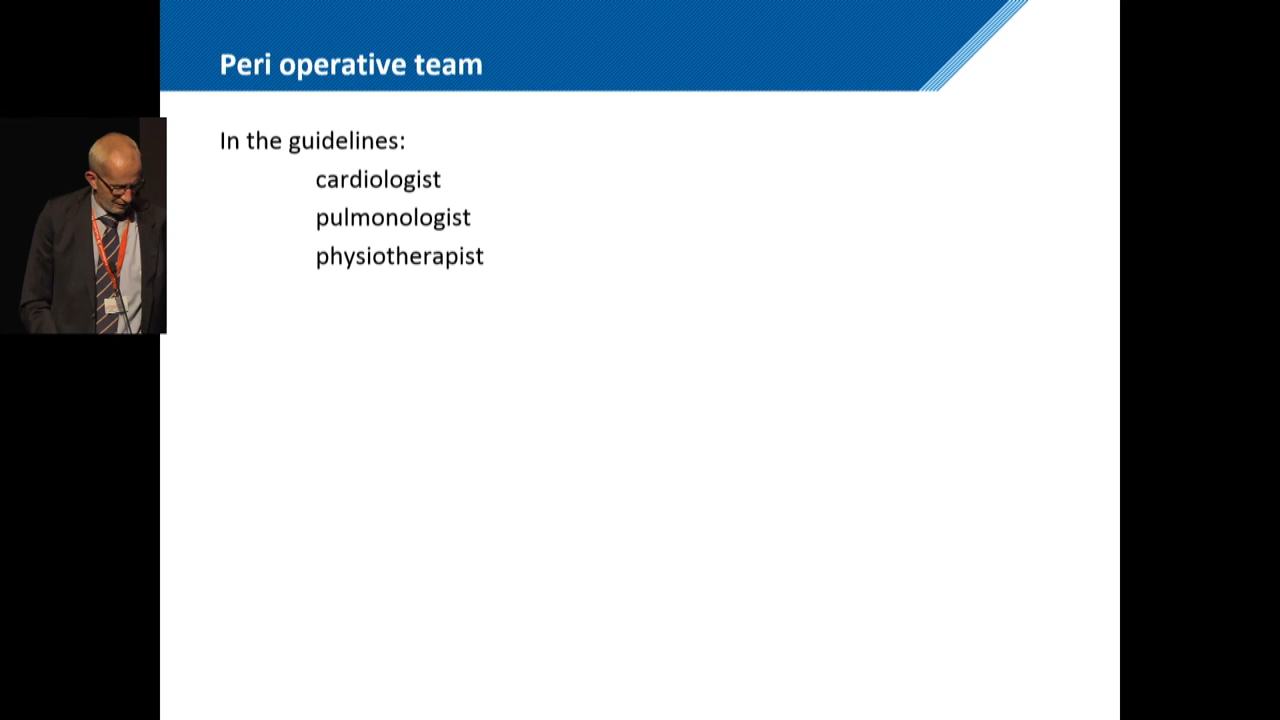 Peri operative team
In the guidelines:
cardiologist
pulmonologist
physiotherapist